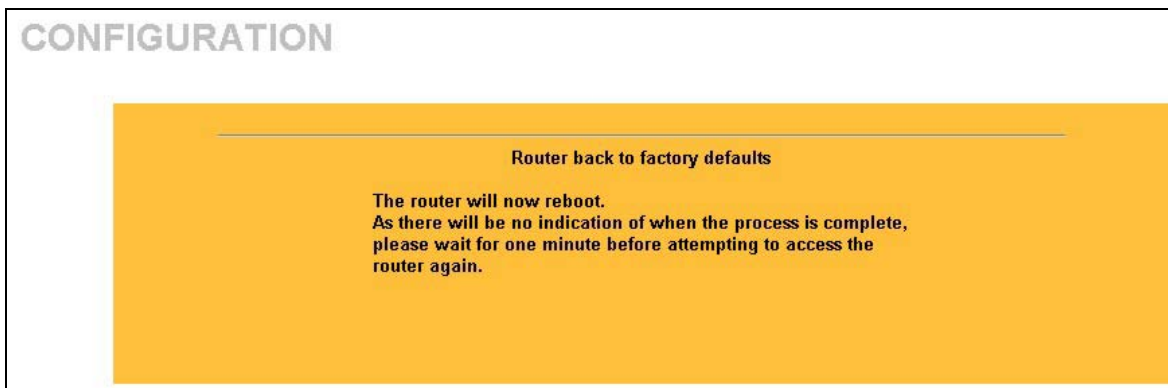 CONFIGURATION
Router back to factory defaults
The router will now reboot.
As there will be no indication of when the process is complete,
please wait for one minute before attempting to access the
router again.